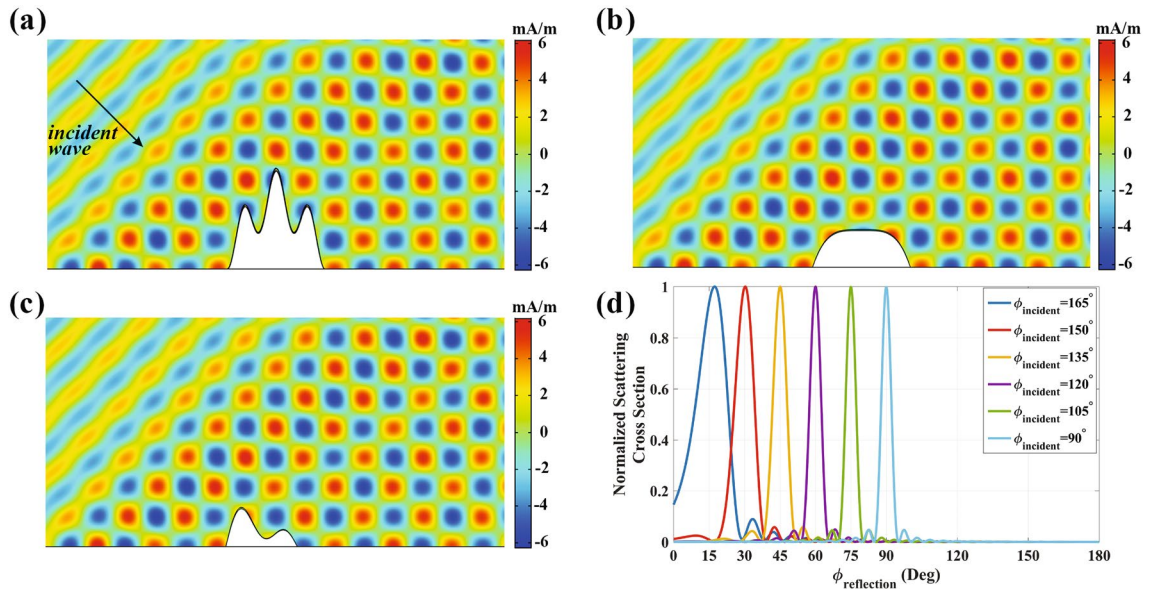 (a)
mA/m
6
4
2
0
-2
-4
-6
incident
wave
(b)
mA/m
6
4
2
0
-2
-4
-6
(c)
mA/m
6
4
2
0
-2
-4
-6
(d)
Normalized Scattering
Cross Section
1
0.8
0.6
0.4
0.2
0
0 15 30 45 60 75 90 120 150 180
ϕreflection (Deg)
ϕincident=165°
ϕincident=150°
ϕincident=135°
ϕincident=120°
ϕincident=105°
ϕincident=90°